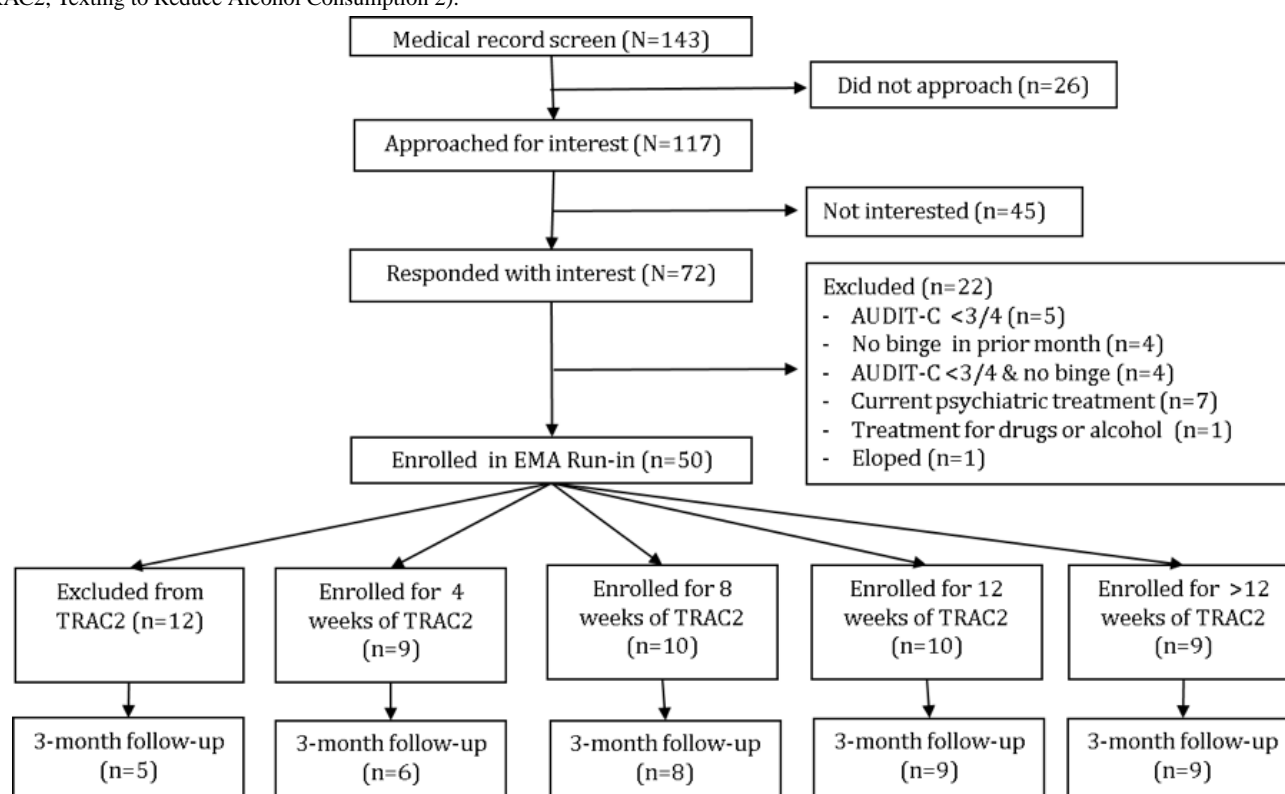 RAC2; Texting to Reduce Alcohol Consumption 2).
Medical record screen (N=143)
Did not approach (n=26)
Approached for interest (N=117)
Not interested (n=45)
Responded with interest (N=72)
Excluded (n=22)
- AUDIT-C <3/4 (n=5)
- No binge in prior month (n=4)
- AUDIT-C <3/4 & no binge (n=4)
- Current psychiatric treatment (n=7)
- Treatment for drugs or alcohol (n=1)
- Eloped (n=1)
Enrolled in EMA Run-in (n=50)
Excluded from
TRAC2 (n=12)
Enrolled for 4
weeks of TRAC2
(n=9)
Enrolled for 8
weeks of TRAC2
(n=10)
Enrolled for 12
weeks of TRAC2
(n=10)
Enrolled for >12
weeks of TRAC2
(n=9)
3-month follow-up
(n=5)
3-month follow-up
(n=6)
3-month follow-up
(n=8)
3-month follow-up
(n=9)
3-month follow-up
(n=9)